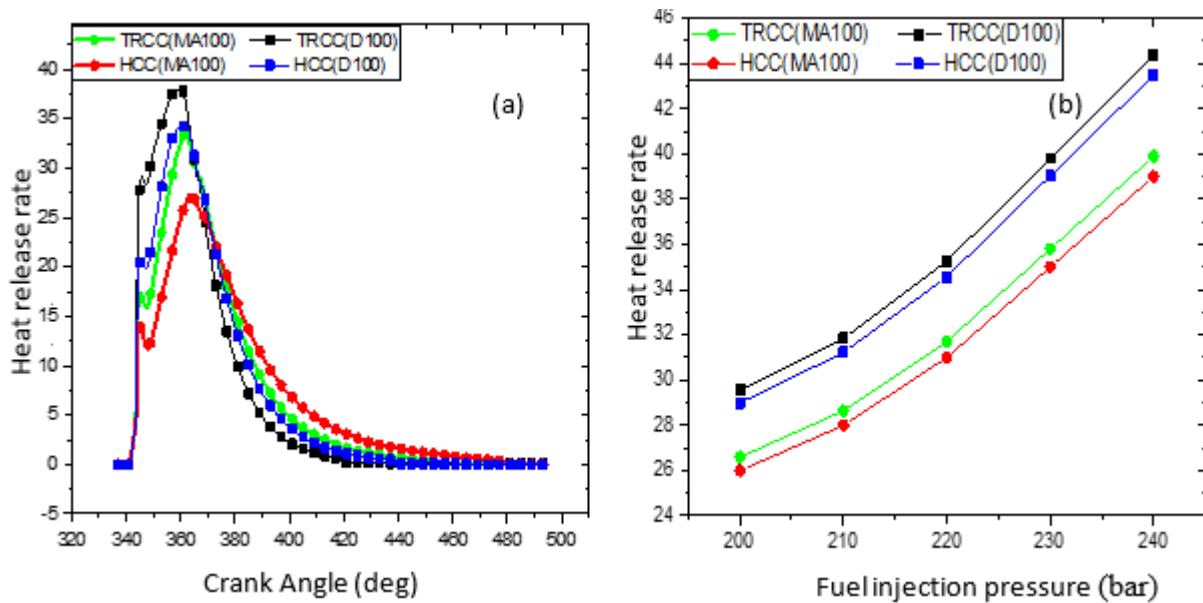 TRCC(MA100) TRCC(D100)
HCC(MA100) HCC(D100)
(a)
Heat release rate
40
35
30
25
20
15
10
5
0
-5
320 340 360 380 400 420 440 460 480 500
Crank Angle (deg)
TRCC(MA100) TRCC(D100)
HCC(MA100) HCC(D100)
(b)
Heat release rate
46
44
42
40
38
36
34
32
30
28
26
24
200 210 220 230 240
Fuel injection pressure (bar)